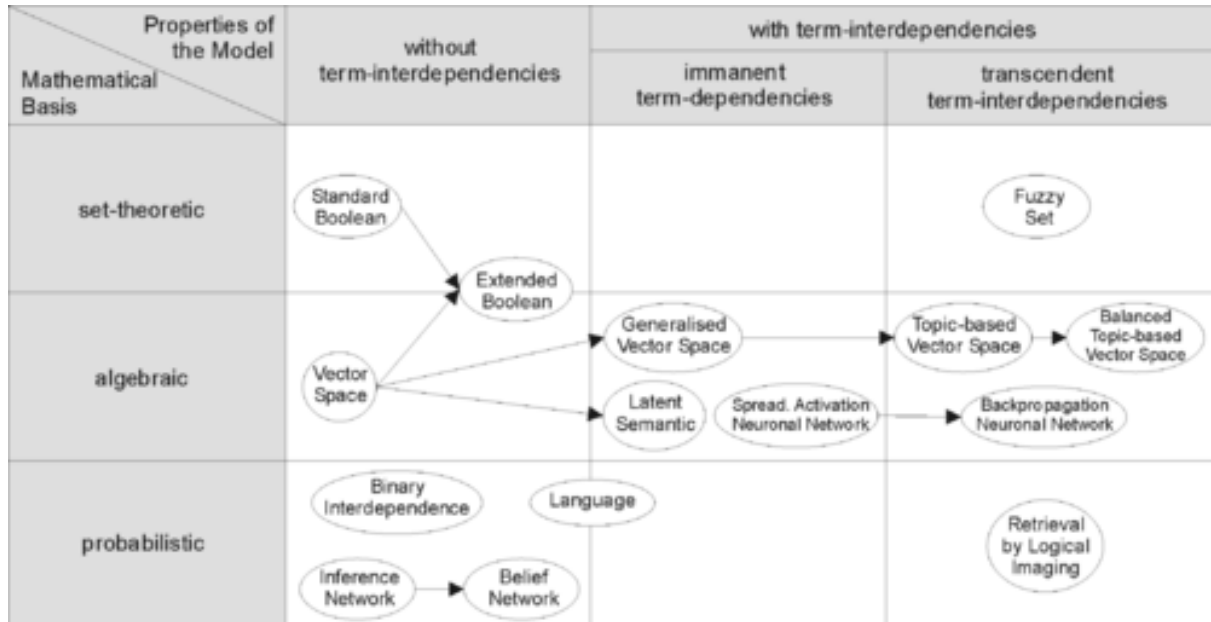 Properties of
the Model
Mathematical
Basis
without
term-interdependencies
with term-interdependencies
immanent
term-dependencies
transcendent
term-interdependencies
set-theoretic
Standard
Boolean
Extended
Boolean
Fuzzy
Set
algebraic
Vector
Space
Generalised
Vector Space
Topic-based
Vector Space
Balanced
Topic-based
Vector Space
Latent
Semantic
Spread. Activation
Neuronal Network
Backpropagation
Neuronal Network
probabilistic
Binary
Interdependence
Language
Inference
Network
Belief
Network
Retrieval
by Logical
Imaging